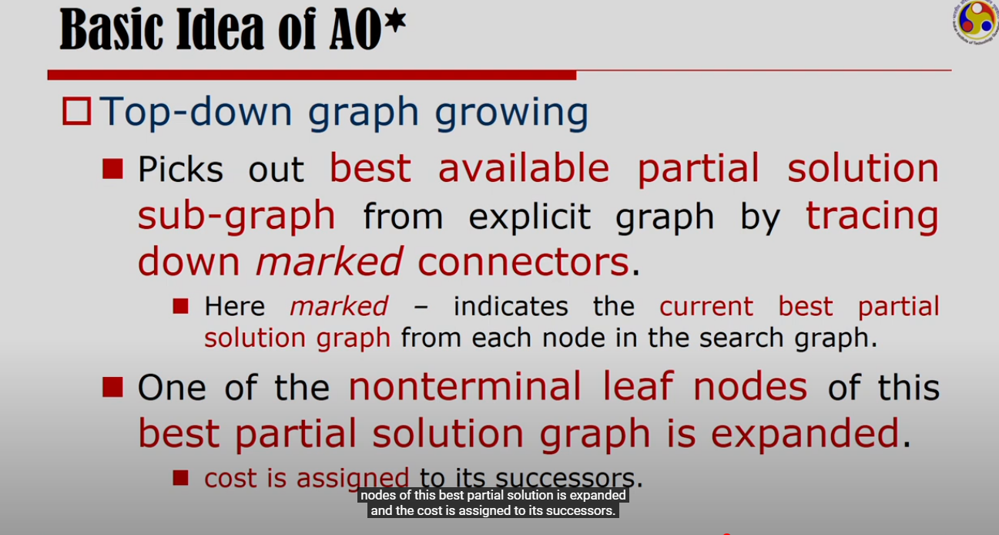 Basic Idea of AO*
Top-down graph growing
Picks out best available partial solution
sub-graph from explicit graph by tracing
down marked connectors.
Here marked – indicates the current best partial
solution graph from each node in the search graph.
One of the nonterminal leaf nodes of this
best partial solution graph is expanded.
cost is assigned to its successors.
nodes of this best partial solution is expanded
and the cost is assigned to its successors.